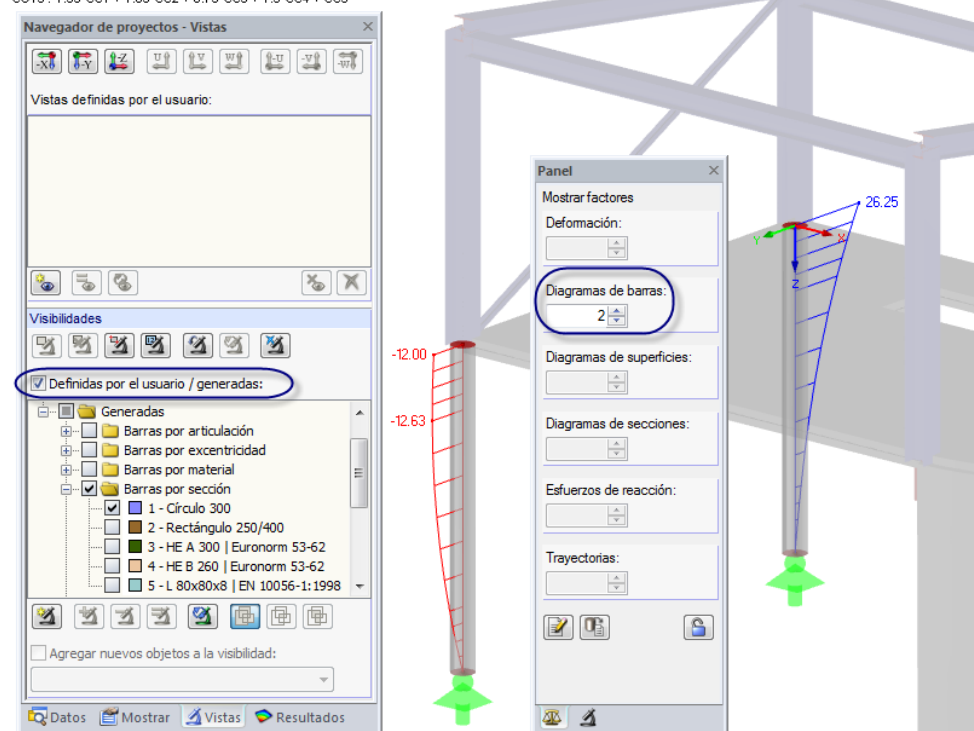 Navegador de proyectos - Vistas
-X
-Y
-Z
U
V
W
-U
-V
-W
Vistas definidas por el usuario:
Visibilidades
Definidas por el usuario / generadas:
Generadas
Barras por articulación
Barras por excentricidad
Barras por material
Barras por sección
1 - Círculo 300
2 - Rectángulo 250/400
3 - HE A 300 | Euronorm 53-62
4 - HE B 260 | Euronorm 53-62
5 - L 80x80x8 | EN 10056-1:1998
Agregar nuevos objetos a la visibilidad:
Datos
Mostrar
Vistas
Resultados
-12.00
-12.63
Panel
Mostrar factores
Deformación:
Diagramas de barras:
2
Diagramas de superficies:
Diagramas de secciones:
Esfuerzos de reacción:
Trayectorias:
26.25
Y
X
Z